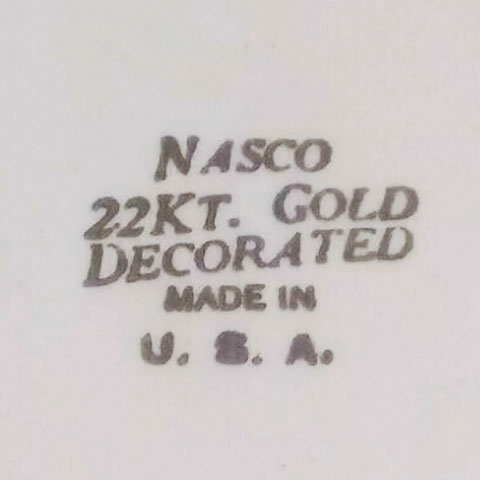 NASCO
22KT. GOLD
DECORATED
MADE IN
U. S. A.